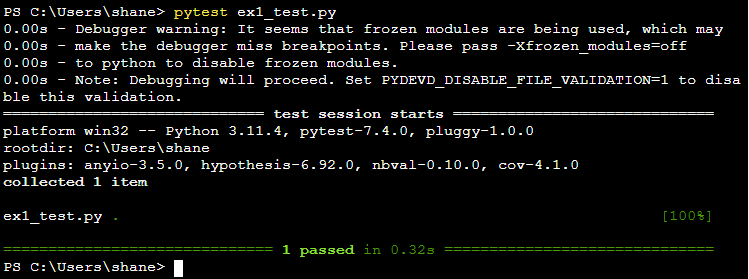 PS C:\Users\shane> pytest ex1_test.py
0.00s - Debugger warning: It seems that frozen modules are being used, which may
0.00s - make the debugger miss breakpoints. Please pass -Xfrozen_modules=off
0.00s - to python to disable frozen modules.
0.00s - Note: Debugging will proceed. Set PYDEVD_DISABLE_FILE_VALIDATION=1 to disa
ble this validation.
============================= test session starts =============================
platform win32 -- Python 3.11.4, pytest-7.4.0, pluggy-1.0.0
rootdir: C:\Users\shane
plugins: anyio-3.5.0, hypothesis-6.92.0, nbval-0.10.0, cov-4.1.0
collected 1 item
ex1_test.py . [100%]
============================== 1 passed in 0.32s ==============================
PS C:\Users\shane>